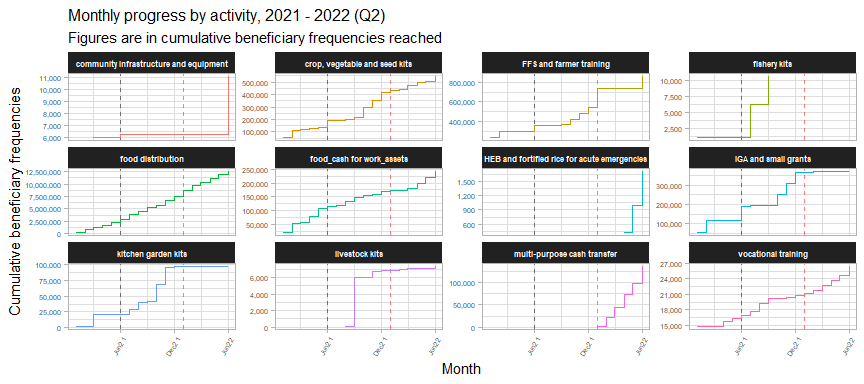 Monthly progress by activity, 2021 - 2022 (Q2)
Figures are in cumulative beneficiary frequencies reached
community infrastructure and equipment
crop, vegetable and seed kits
FFS and farmer training
fishery kits
11,000
10,000
9,000
8,000
7,000
6,000
500,000
400,000
300,000
200,000
100,000
800,000
600,000
400,000
10,000
7,500
5,000
2,500
food distribution
food_cash for work_assets
HEB and fortified rice for acute emergencies
IGA and small grants
12,500,000
10,000,000
7,500,000
5,000,000
2,500,000
0
250,000
200,000
150,000
100,000
50,000
1,500
1,200
900
600
300,000
200,000
100,000
kitchen garden kits
livestock kits
multi-purpose cash transfer
vocational training
100,000
75,000
50,000
25,000
0
6,000
4,000
2,000
0
100,000
50,000
0
27,000
24,000
21,000
18,000
15,000
Jun21
Dec21
Jun22
Jun21
Dec21
Jun22
Jun21
Dec21
Jun22
Jun21
Dec21
Jun22
Month
Cumulative beneficiary frequencies